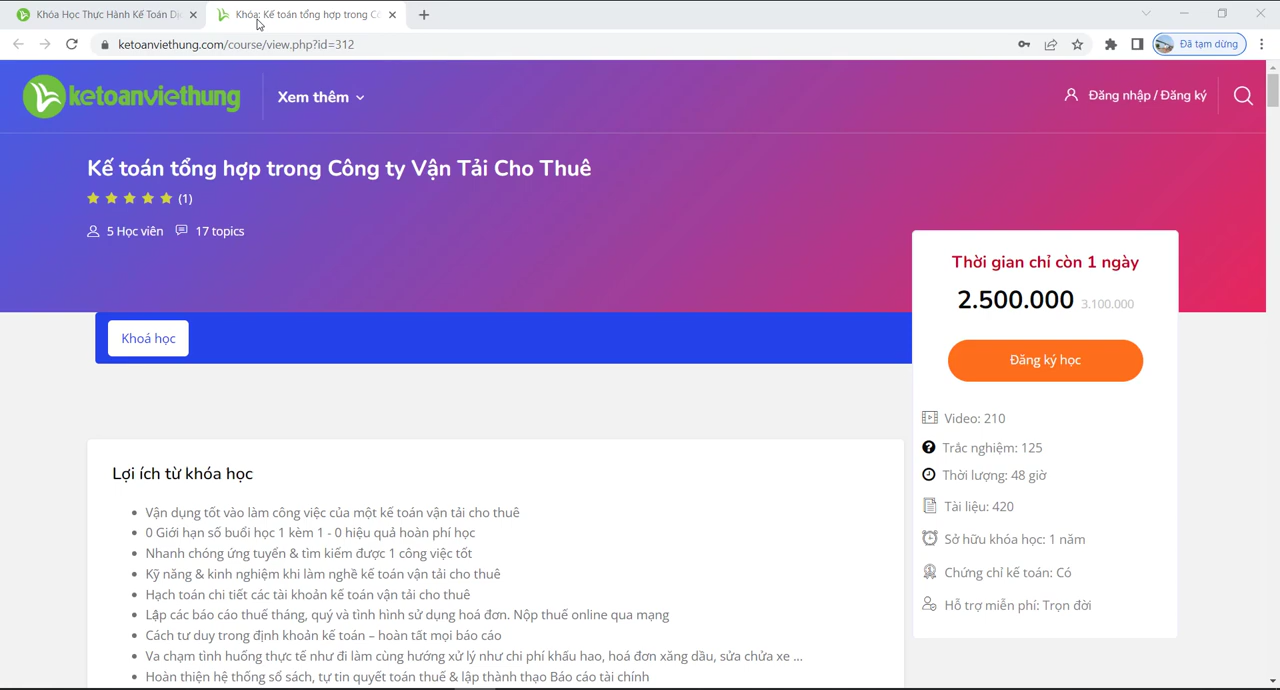 Khóa Học Thực Hành Kế Toán Dị
Khóa: Kế toán tổng hợp trong Cô
ketoanviethung.com/course/view.php?id=312
Đã tạm dừng
ketoanviethung
Xem thêm
Đăng nhập / Đăng ký
Kế toán tổng hợp trong Công ty Vận Tải Cho Thuê
(1)
5 Học viên
17 topics
Thời gian chỉ còn 1 ngày
2.500.000 3.100.000
Khoá học
Đăng ký học
Video: 210
Trắc nghiệm: 125
Thời lượng: 48 giờ
Tài liệu: 420
Sở hữu khóa học: 1 năm
Chứng chỉ kế toán: Có
Hỗ trợ miễn phí: Trọn đời
Lợi ích từ khóa học
Vận dụng tốt vào làm công việc của một kế toán vận tải cho thuê
0 Giới hạn số buổi học 1 kèm 1 - 0 hiệu quả hoàn phí học
Nhanh chóng ứng tuyển & tìm kiếm được 1 công việc tốt
Kỹ năng & kinh nghiệm khi làm nghề kế toán vận tải cho thuê
Hạch toán chi tiết các tài khoản kế toán vận tải cho thuê
Lập các báo cáo thuế tháng, quý và tình hình sử dụng hoá đơn. Nộp thuế online qua mạng
Cách tư duy trong định khoản kế toán – hoàn tất mọi báo cáo
Va chạm tình huống thực tế như đi làm cùng hướng xử lý như chi phí khấu hao, hoá đơn xăng dầu, sửa chửa xe ...
Hoàn thiện hệ thống sổ sách, tự tin quyết toán thuế & lập thành thạo Báo cáo tài chính